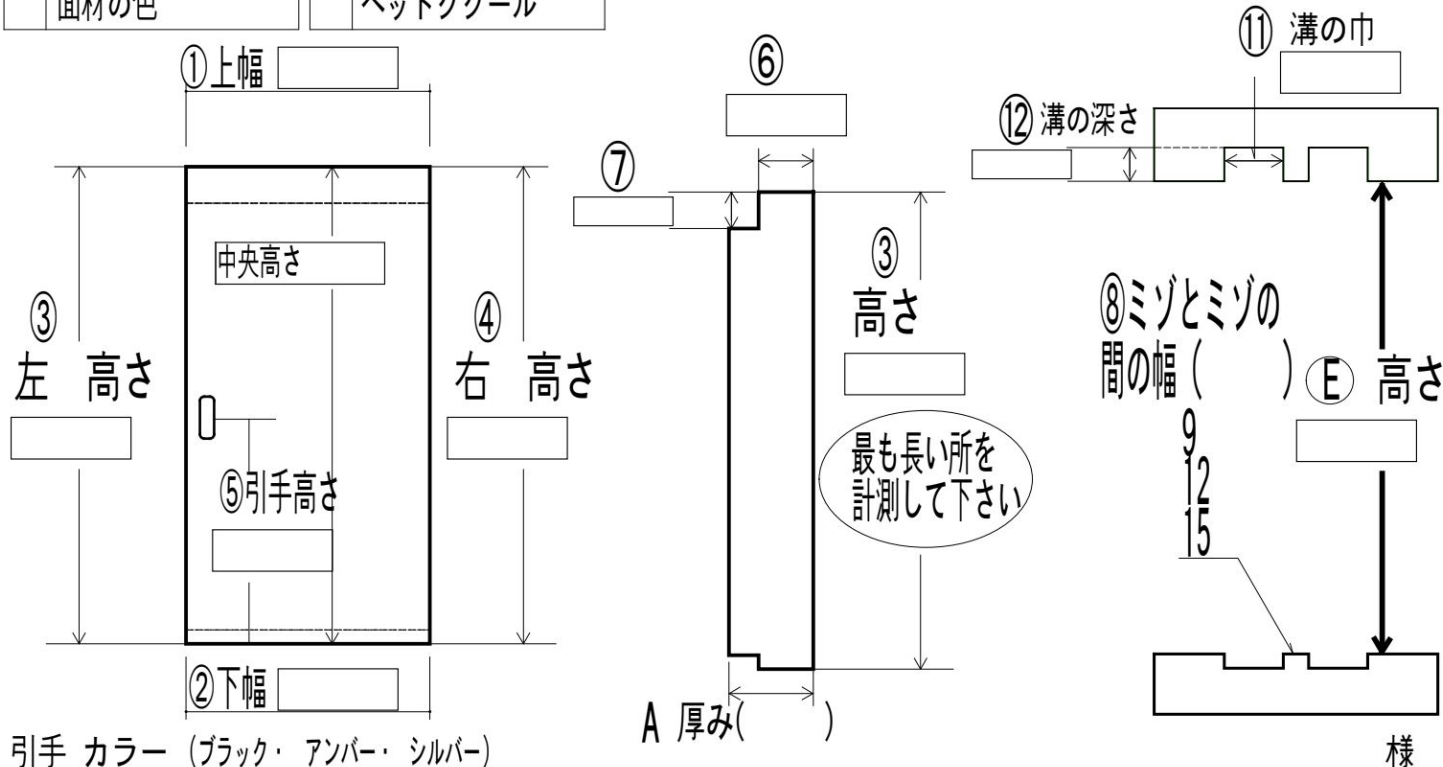 面材の色
ペットドクール
①上幅
③
左 高さ
中央高さ
⑤引手高さ
④
右 高さ
②下幅
引手 カラー (ブラック・ アンバー・ シルバー)
⑥
⑦
③
高さ
最も長い所を
計測して下さい
A 厚み( )
⑪ 溝の巾
⑫ 溝の深さ
⑧ミゾとミゾの
間の幅( )
9
12
15
Ⓔ 高さ
様